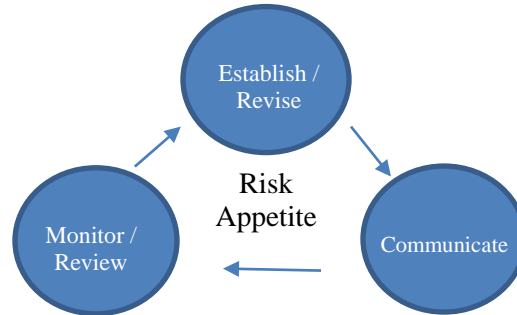 Establish /
Revise
Risk
Appetite
Monitor /
Review
Communicate